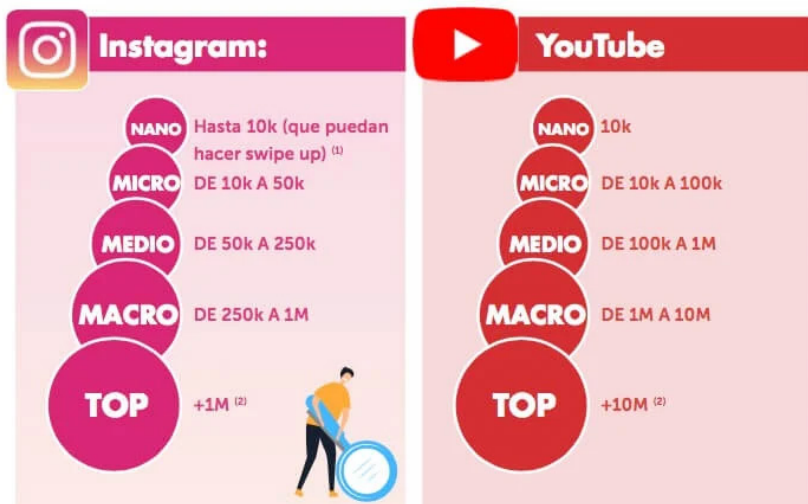 Instagram:
NANO Hasta 10k (que puedan
hacer swipe up) (1)
MICRO DE 10k A 50k
MEDIO DE 50k A 250k
MACRO DE 250k A 1M
TOP +1M (2)
YouTube
NANO 10k
MICRO DE 10k A 100k
MEDIO DE 100k A 1M
MACRO DE 1M A 10M
TOP +10M (2)